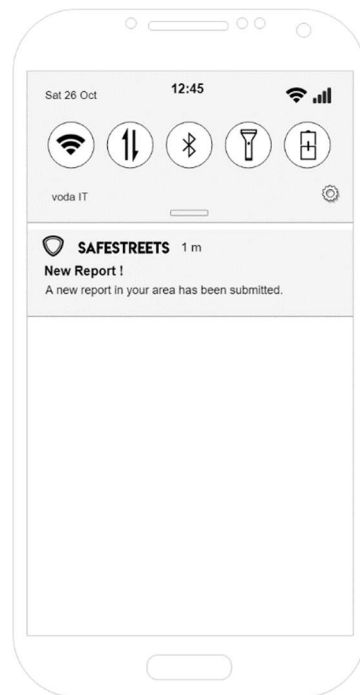 Sat 26 Oct 12:45
voda IT
SAFESTREETS 1 m
New Report !
A new report in your area has been submitted.